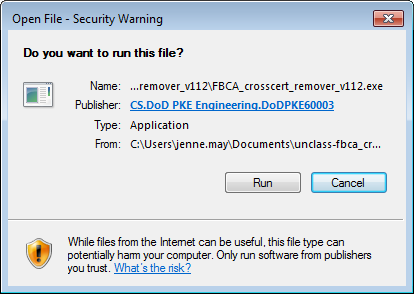 Open File - Security Warning
Do you want to run this file?
Name: ...remover_v112\FBCA_crosscert_remover_v112.exe
Publisher: CS.DoD PKE Engineering.DoDPKE60003
Type: Application
From: C:\Users\jenne.may\Documents\unclass-fbca_cr...
Run Cancel
While files from the Internet can be useful, this file type can
potentially harm your computer. Only run software from publishers
you trust. What's the risk?